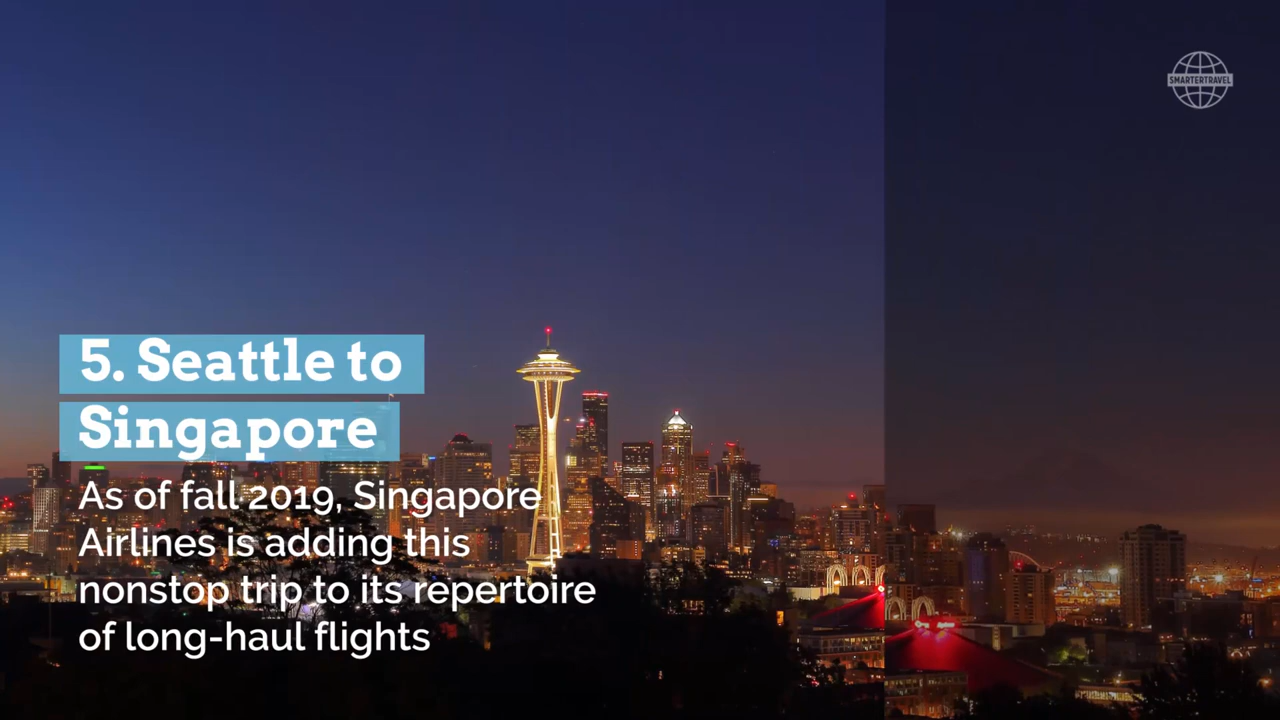 SMARTERTRAVEL
5. Seattle to
Singapore
As of fall 2019, Singapore
Airlines is adding this
nonstop trip to its repertoire
of long-haul flights